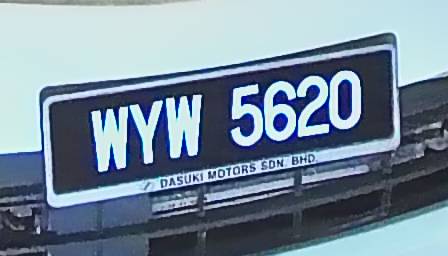 WYW 5620
DASUKI MOTORS SDN. BHD.